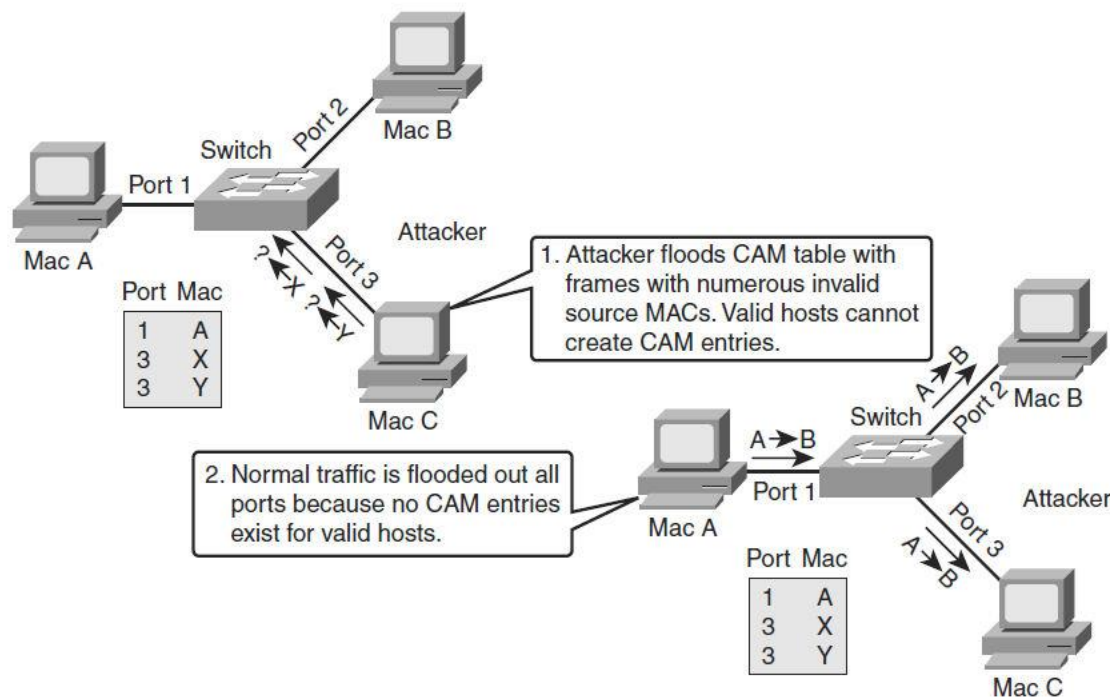 Mac B
Port 2
Switch
Port 1
Mac A
Attacker
Port 3
?←X ?←Y
Mac C
Port Mac
1 A
3 X
3 Y
1. Attacker floods CAM table with
frames with numerous invalid
source MACs. Valid hosts cannot
create CAM entries.
2. Normal traffic is flooded out all
ports because no CAM entries
exist for valid hosts.
Mac B
A→B
Port 2
Switch
A→B
Port 1
Mac A
Attacker
Port 3
A→B
Mac C
Port Mac
1 A
3 X
3 Y